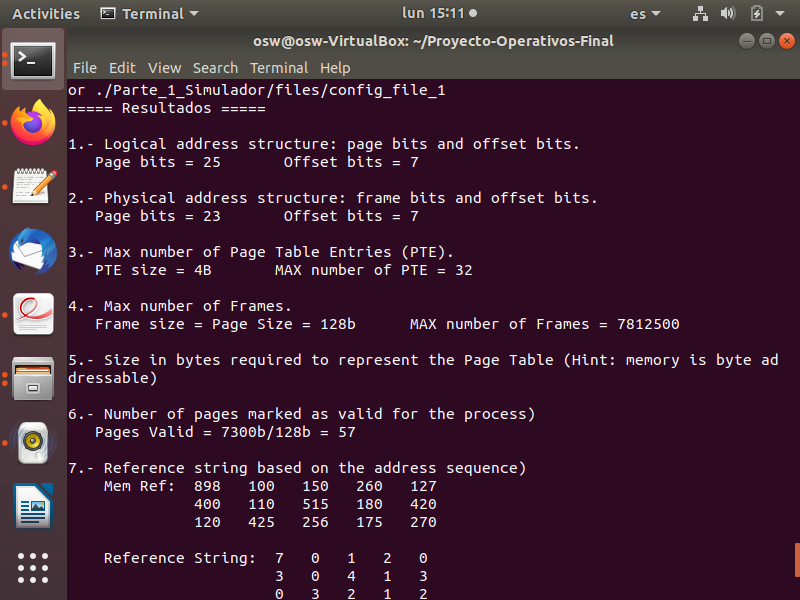 Activities Terminal lun 15:11 es
osw@osw-VirtualBox: ~/Proyecto-Operativos-Final
File Edit View Search Terminal Help
or ./Parte_1_Simulador/files/config_file_1
===== Resultados =====
1.- Logical address structure: page bits and offset bits.
Page bits = 25 Offset bits = 7
2.- Physical address structure: frame bits and offset bits.
Page bits = 23 Offset bits = 7
3.- Max number of Page Table Entries (PTE).
PTE size = 4B MAX number of PTE = 32
4.- Max number of Frames.
Frame size = Page Size = 128b MAX number of Frames = 7812500
5.- Size in bytes required to represent the Page Table (Hint: memory is byte ad
dressable)
6.- Number of pages marked as valid for the process)
Pages Valid = 7300b/128b = 57
7.- Reference string based on the address sequence)
Mem Ref: 898 100 150 260 127
400 110 515 180 420
120 425 256 175 270
Reference String: 7 0 1 2 0
3 0 4 1 3
0 3 2 1 2